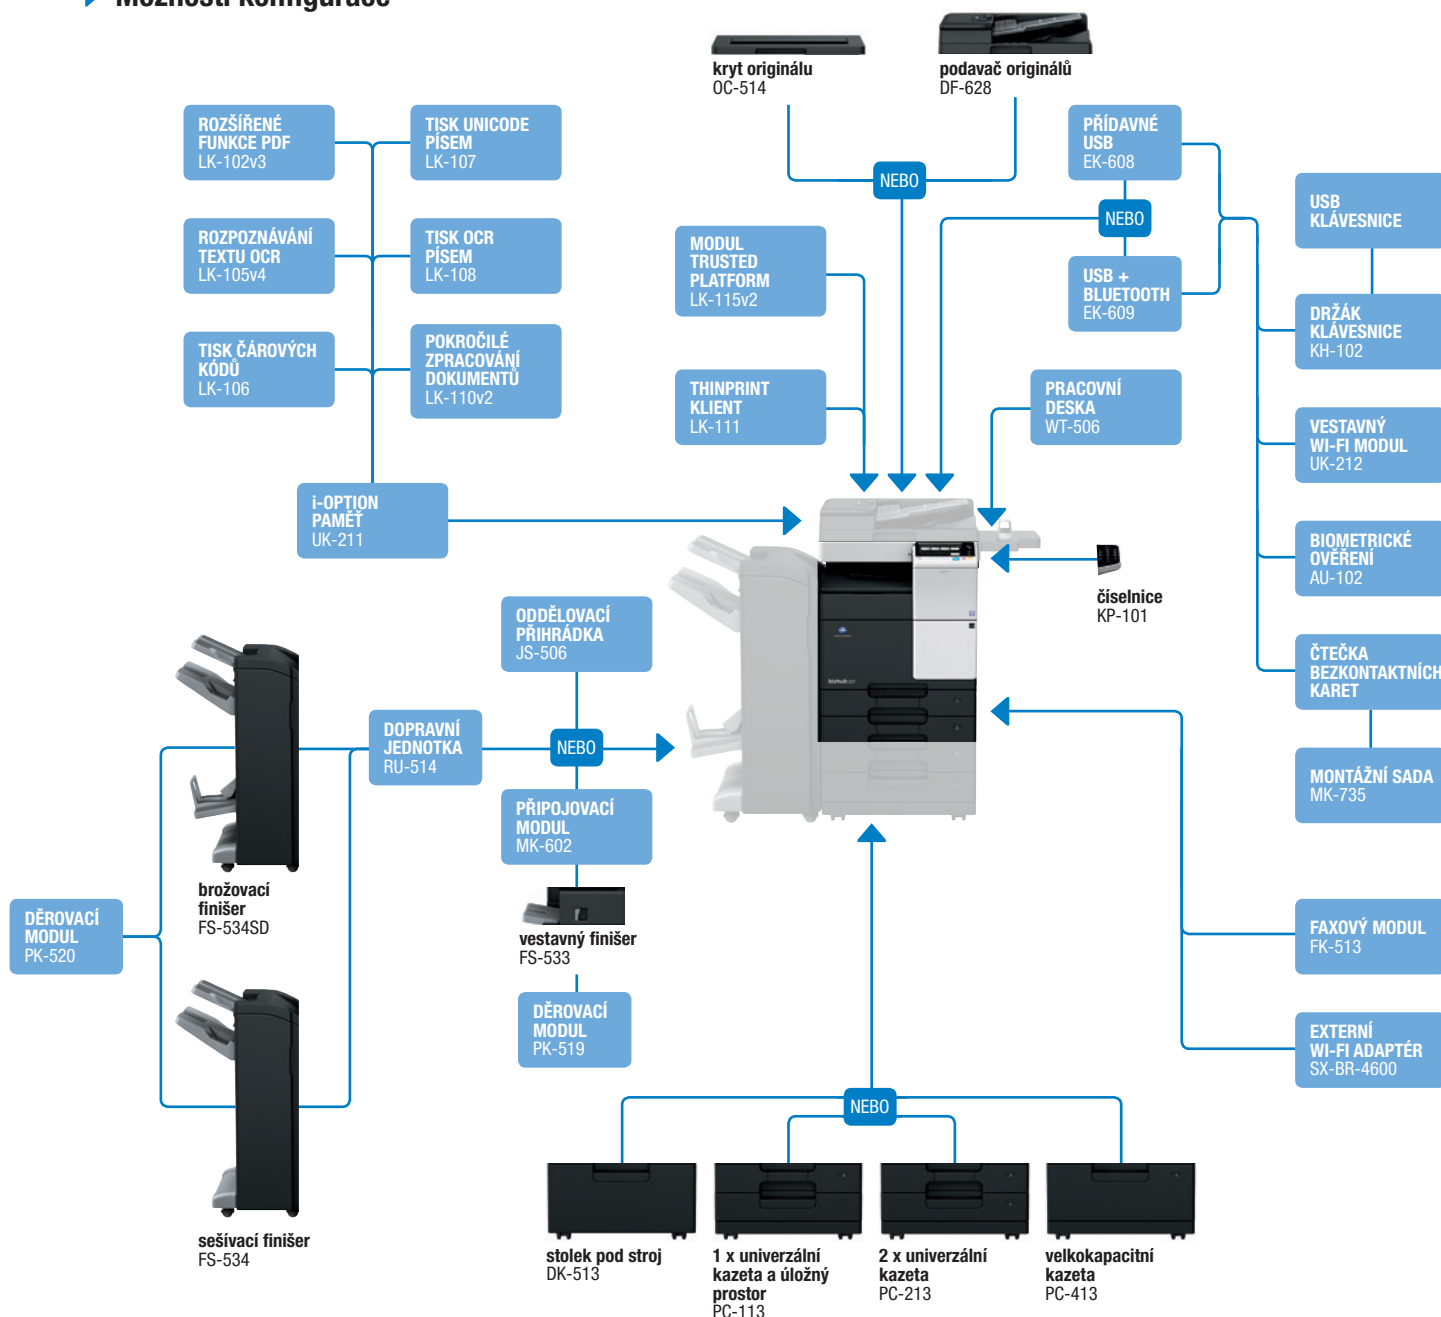 Možnosti konfigurace
kryt originálu
OC-514
podavač originálů
DF-628
ROZŠÍŘENÉ
FUNKCE PDF
LK-102v3
TISK UNICODE
PÍSEM
LK-107
PŘÍDAVNÉ
USB
EK-608
NEBO
USB
KLÁVESNICE
NEBO
ROZPOZNÁVÁNÍ
TEXTU OCR
LK-105v4
TISK OCR
PÍSEM
LK-108
MODUL
TRUSTED
PLATFORM
LK-115v2
USB +
BLUETOOTH
EK-609
DRŽÁK
KLÁVESNICE
KH-102
TISK ČÁROVÝCH
KÓDŮ
LK-106
POKROČILÉ
ZPRACOVÁNÍ
DOKUMENTŮ
LK-110v2
THINPRINT
KLIENT
LK-111
PRACOVNÍ
DESKA
WT-506
VESTAVNÝ
WI-FI MODUL
UK-212
i-OPTION
PAMĚŤ
UK-211
BIOMETRICKÉ
OVĚŘENÍ
AU-102
číselnice
KP-101
ODDĚLOVACÍ
PŘIHRÁDKA
JS-506
ČTEČKA
BEZKONTAKTNÍCH
KARET
bizhub
DOPRAVNÍ
JEDNOTKA
RU-514
NEBO
MONTÁŽNÍ SADA
MK-735
PŘIPOJOVACÍ
MODUL
MK-602
brožovací
finišer
FS-534SD
DĚROVACÍ
MODUL
PK-520
vestavný finišer
FS-533
FAXOVÝ MODUL
FK-513
DĚROVACÍ
MODUL
PK-519
EXTERNÍ
WI-FI ADAPTÉR
SX-BR-4600
NEBO
sešívací finišer
FS-534
stolek pod stroj
DK-513
1 x univerzální
kazeta a úložný
prostor
PC-113
2 x univerzální
kazeta
PC-213
velkokapacitní
kazeta
PC-413